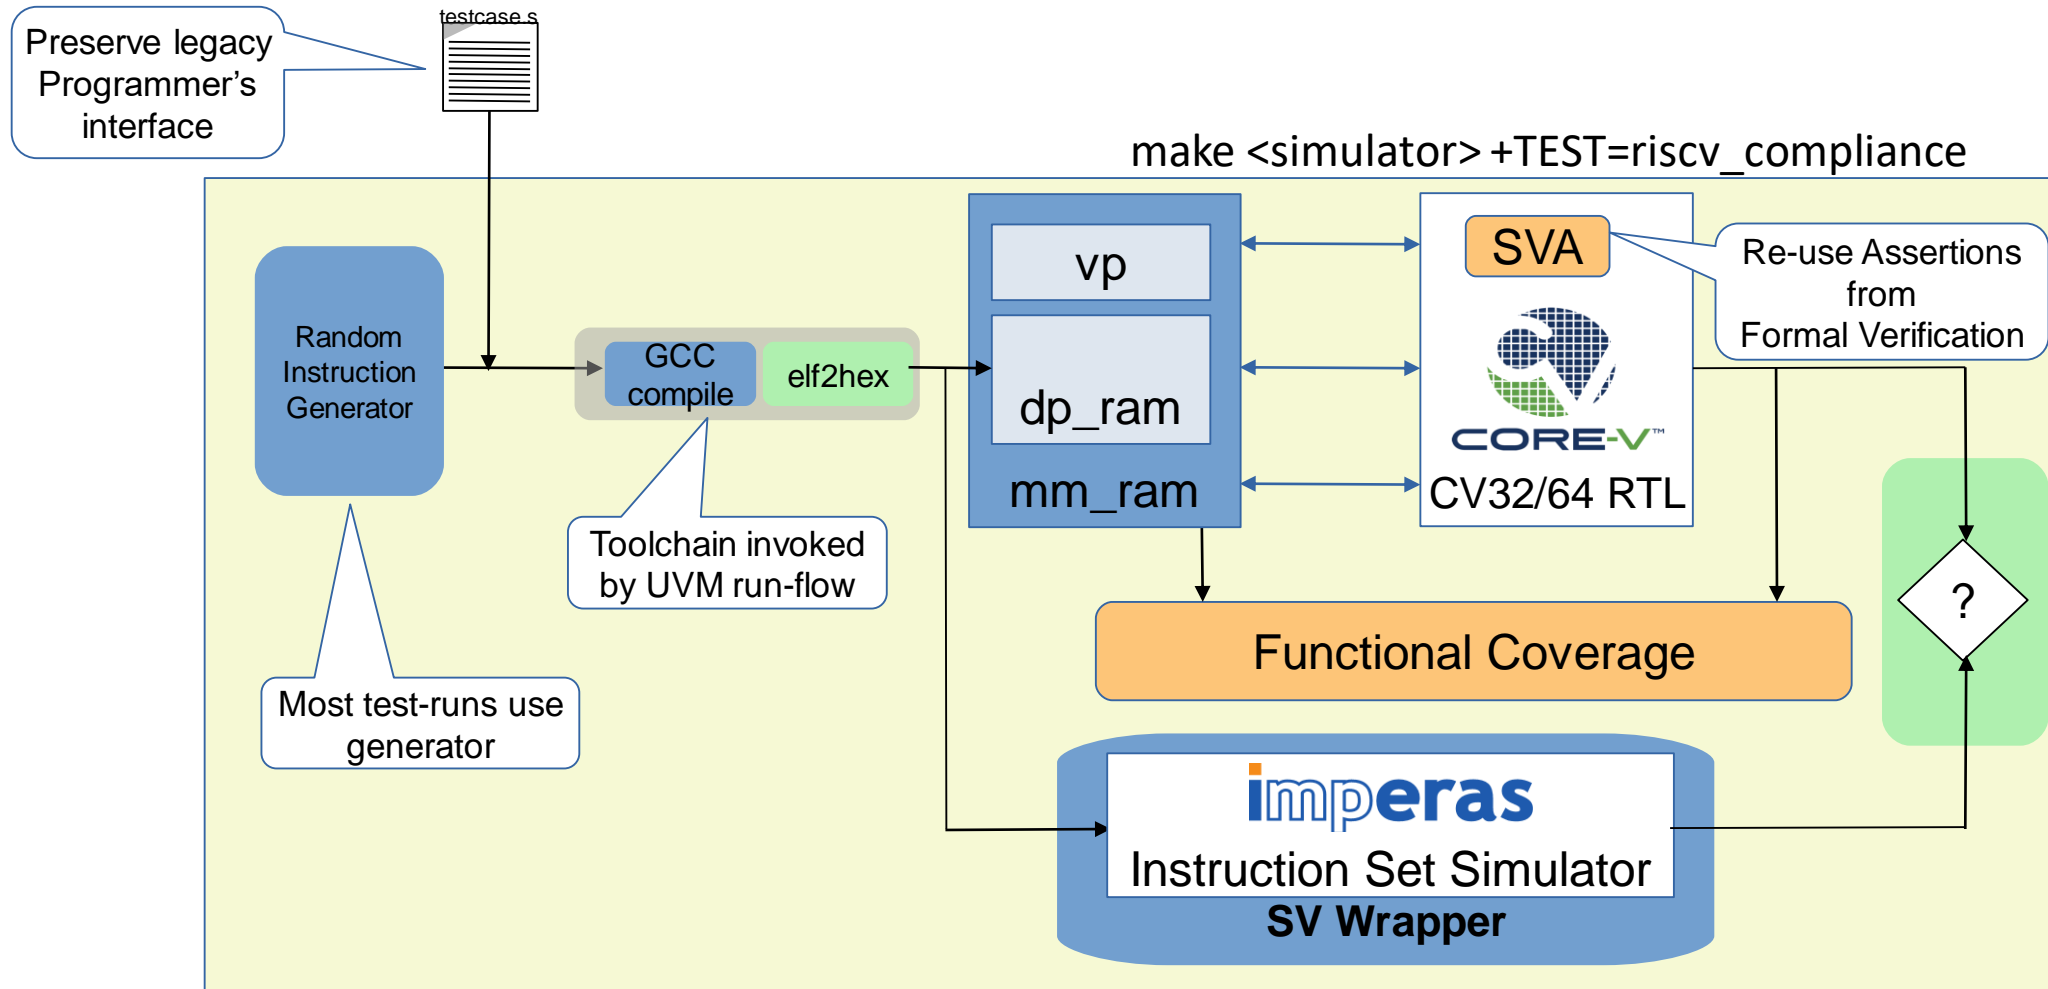 testcase.s
Preserve legacy
Programmer's
interface
make <simulator> +TEST=riscv_compliance
Random
Instruction
Generator
GCC
compile
elf2hex
vp
dp_ram
mm_ram
SVA
CORE-V™
CV32/64 RTL
Re-use Assertions
from
Formal Verification
Toolchain invoked
by UVM run-flow
Most test-runs use
generator
Functional Coverage
?
imperas
Instruction Set Simulator
SV Wrapper